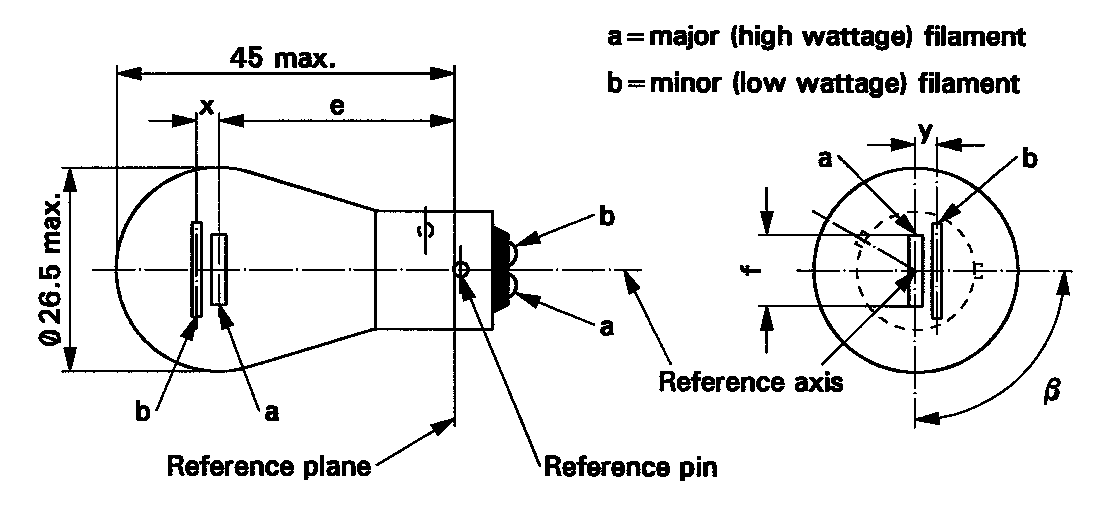 a = major (high wattage) filament
b = minor (low wattage) filament
45 max.
x
e
y
a
b
Ø 26.5 max.
b
a
f
b
a
Reference axis
β
Reference plane
Reference pin